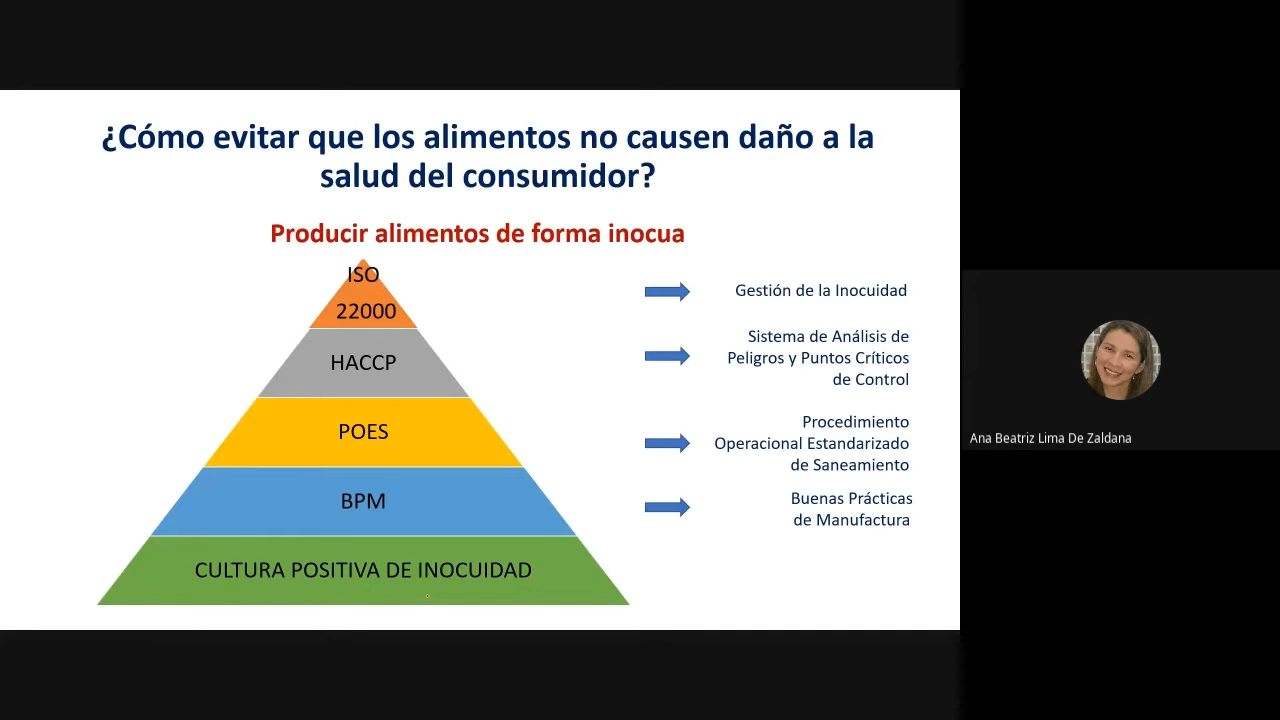 ¿Cómo evitar que los alimentos no causen daño a la
salud del consumidor?
Producir alimentos de forma inocua
ISO
22000
HACCP
POES
BPM
CULTURA POSITIVA DE INOCUIDAD
Gestión de la Inocuidad
Sistema de Análisis de
Peligros y Puntos Críticos
de Control
Procedimiento
Operacional Estandarizado
de Saneamiento
Buenas Prácticas
de Manufactura
Ana Beatriz Lima De Zaldana